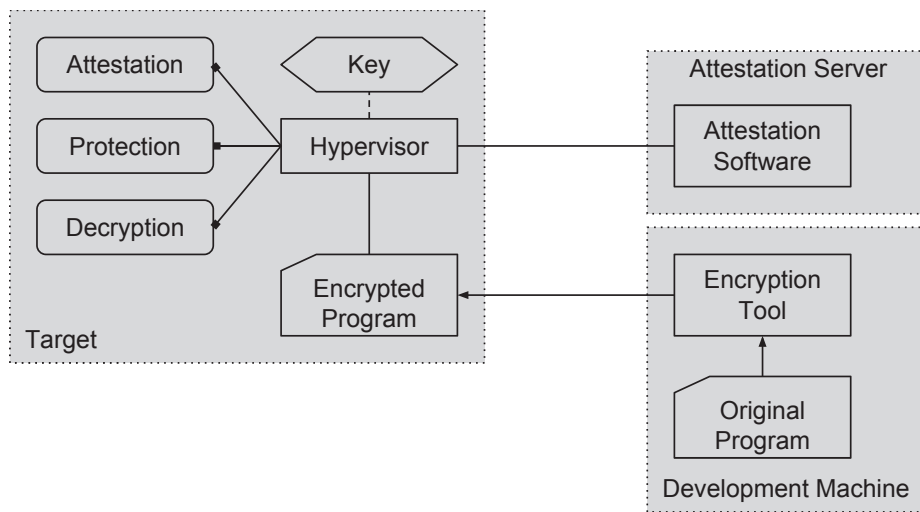 Attestation
Protection
Decryption
Key
Hypervisor
Encrypted
Program
Target
Attestation Server
Attestation
Software
Encryption
Tool
Original
Program
Development Machine